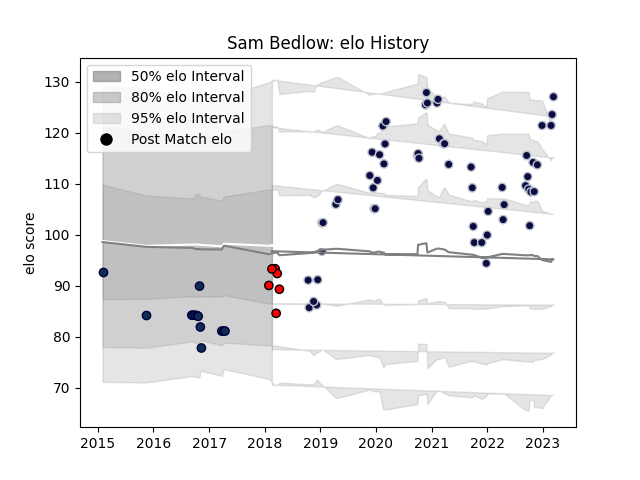 Sam Bedlow: elo History
50% elo Interval
80% elo Interval
95% elo Interval
Post Match elo
elo score
130
120
110
100
90
80
70
2015 2016 2017 2018 2019 2020 2021 2022 2023